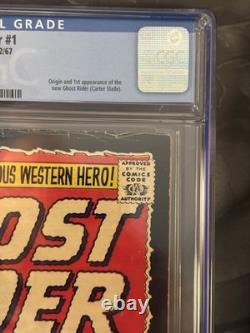 L GRADE
r #1
2/67
Origin and 1st appearance of the
new Ghost Rider (Carter Slade).
CGC
OUS WESTERN HERO!
APPROVED
BY THE
COMICS
CODE
AUTHORITY
OST
DER